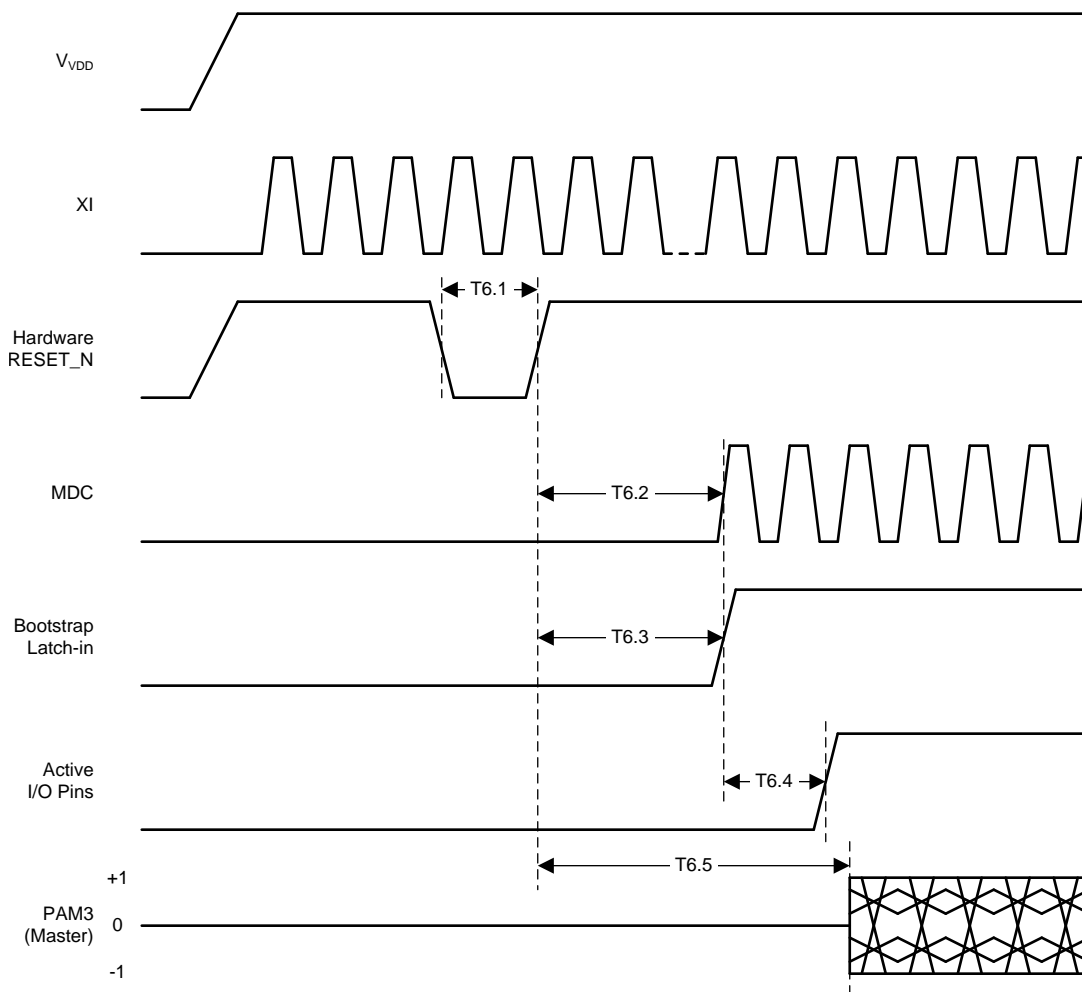 VVDD
XI
T6.1
Hardware
RESET_N
MDC
T6.2
Bootstrap
Latch-in
T6.3
Active
I/O Pins
T6.4
T6.5
+1
PAM3
(Master)
0
-1